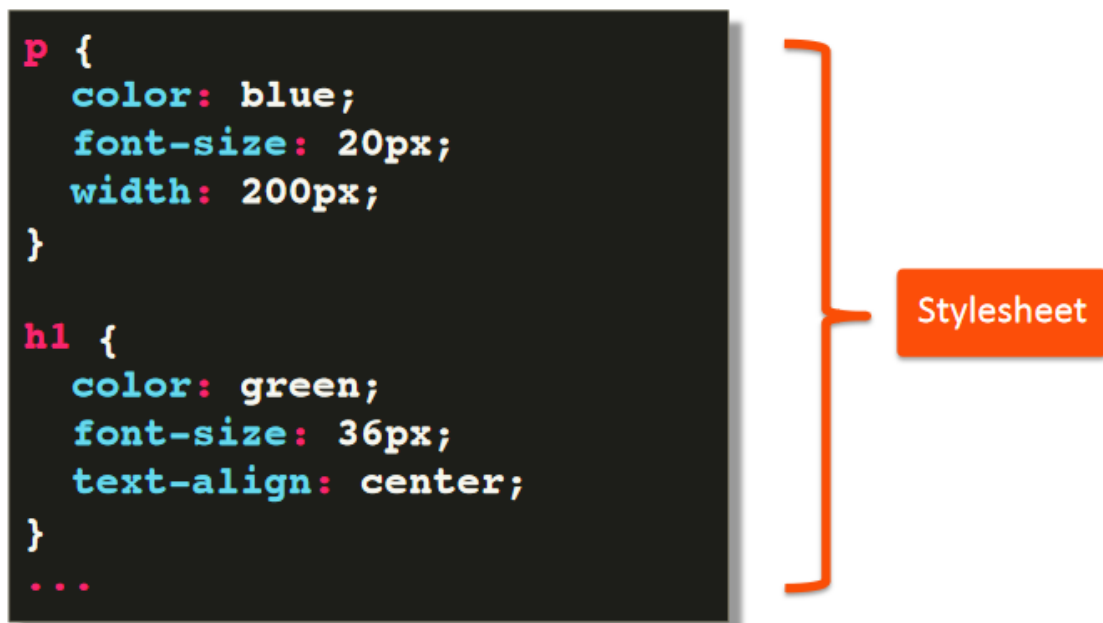 p {
  color: blue;
  font-size: 20px;
  width: 200px;
}
h1 {
  color: green;
  font-size: 36px;
  text-align: center;
}
...
Stylesheet